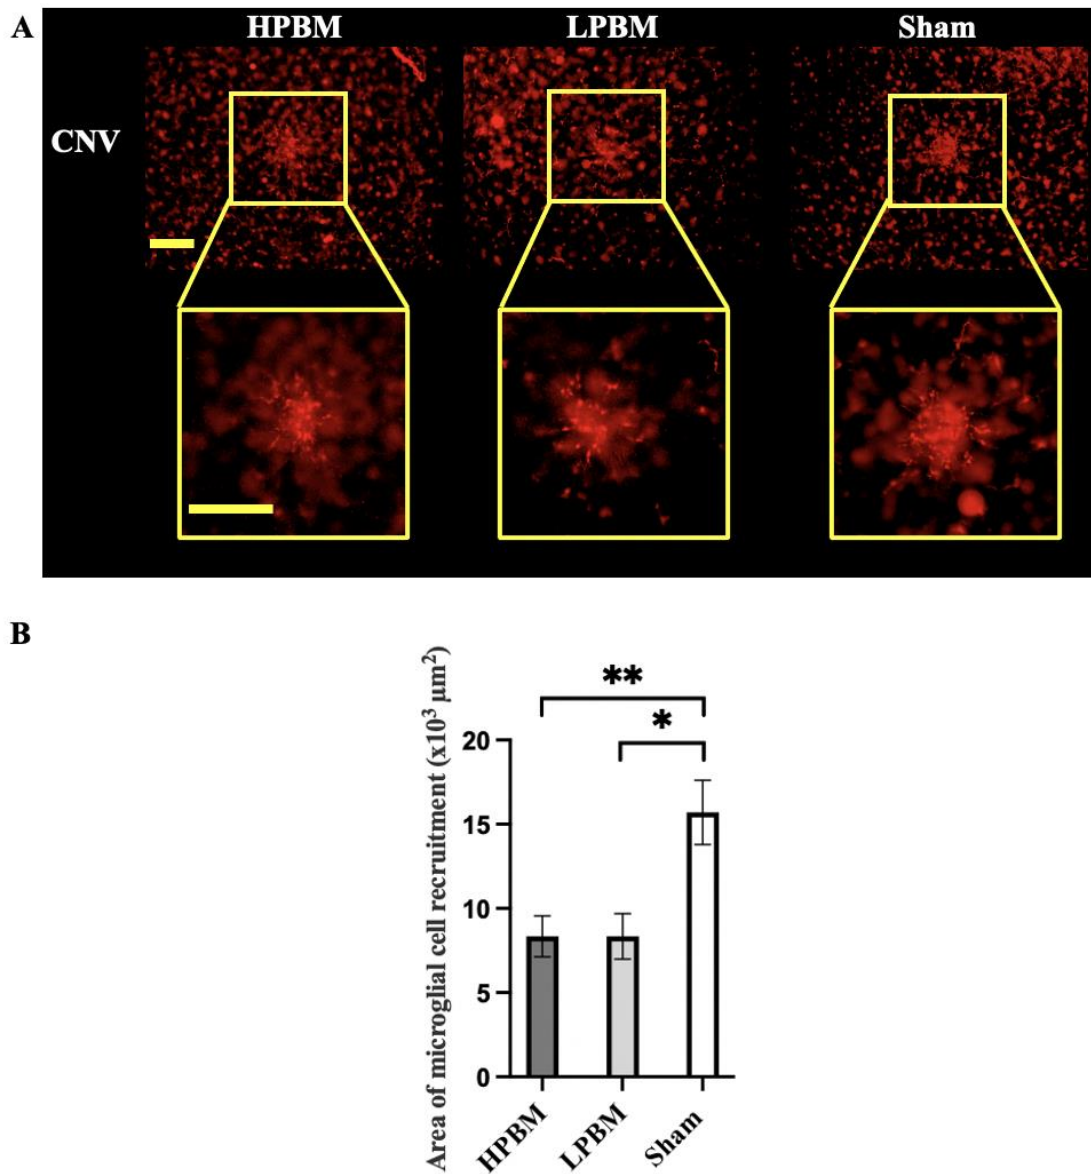 A
HPBM LPBM Sham
CNV
B
Area of microglial cell recruitment (x10³ µm²)
**
*
20
15
10
5
0
HPBM LPBM Sham